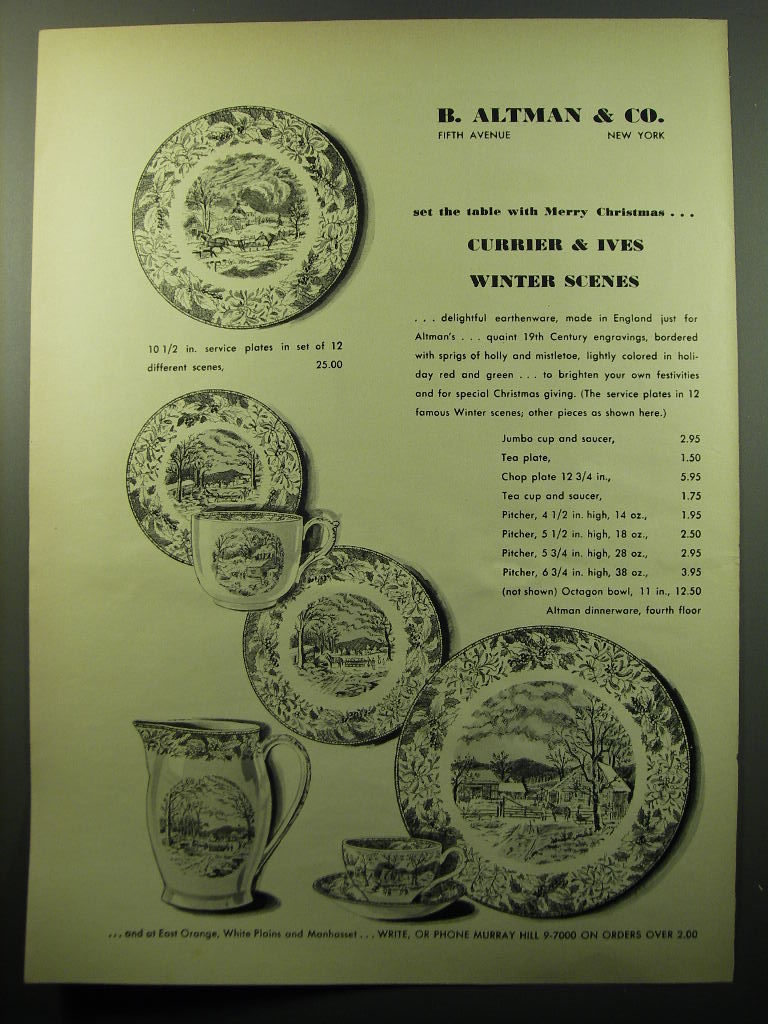 B. ALTMAN & CO.
FIFTH AVENUE NEW YORK
set the table with Merry Christmas . . .
CURRIER & IVES
WINTER SCENES
. . . delightful earthenware, made in England just for
Altman's . . . quaint 19th Century engravings, bordered
with sprigs of holly and mistletoe, lightly colored in holi-
day red and green . . . to brighten your own festivities
and for special Christmas giving. (The service plates in 12
famous Winter scenes; other pieces as shown here.)
10 1/2 in. service plates in set of 12
different scenes, 25.00
Jumbo cup and saucer, 2.95
Tea plate, 1.50
Chop plate 12 3/4 in., 5.95
Tea cup and saucer, 1.75
Pitcher, 4 1/2 in. high, 14 oz., 1.95
Pitcher, 5 1/2 in. high, 18 oz., 2.50
Pitcher, 5 3/4 in. high, 28 oz., 2.95
Pitcher, 6 3/4 in. high, 38 oz., 3.95
(not shown) Octagon bowl, 11 in., 12.50
Altman dinnerware, fourth floor
. . . and at East Orange, White Plains and Manhasset . . . WRITE, OR PHONE MURRAY HILL 9-7000 ON ORDERS OVER 2.00